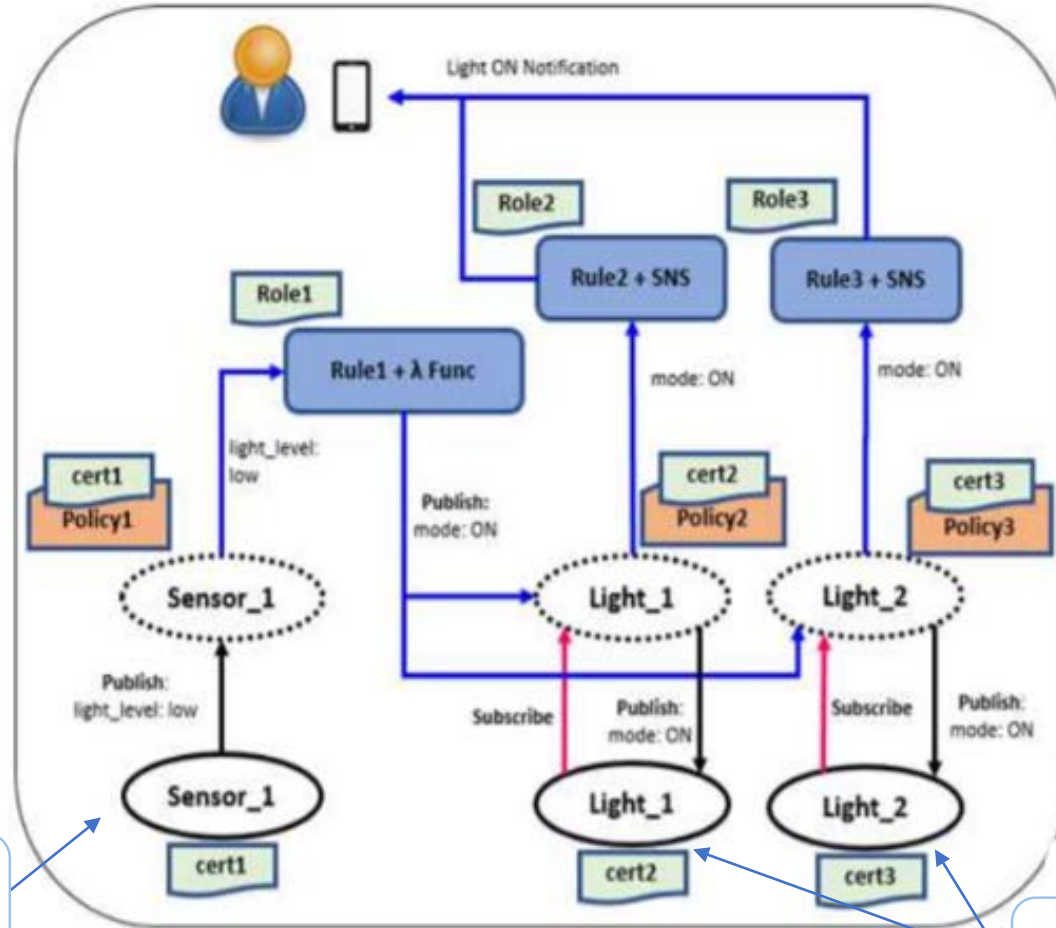 Light ON Notification
Role2
Role3
Rule2 + SNS
Rule3 + SNS
Role1
Rule1 + λ Func
mode: ON
mode: ON
light_level:
low
cert1
Policy1
Publish:
mode: ON
cert2
Policy2
cert3
Policy3
Sensor_1
Light_1
Light_2
Publish:
light_level: low
Subscribe
Publish:
mode: ON
Subscribe
Publish:
mode: ON
Sensor_1
Light_1
Light_2
cert1
cert2
cert3